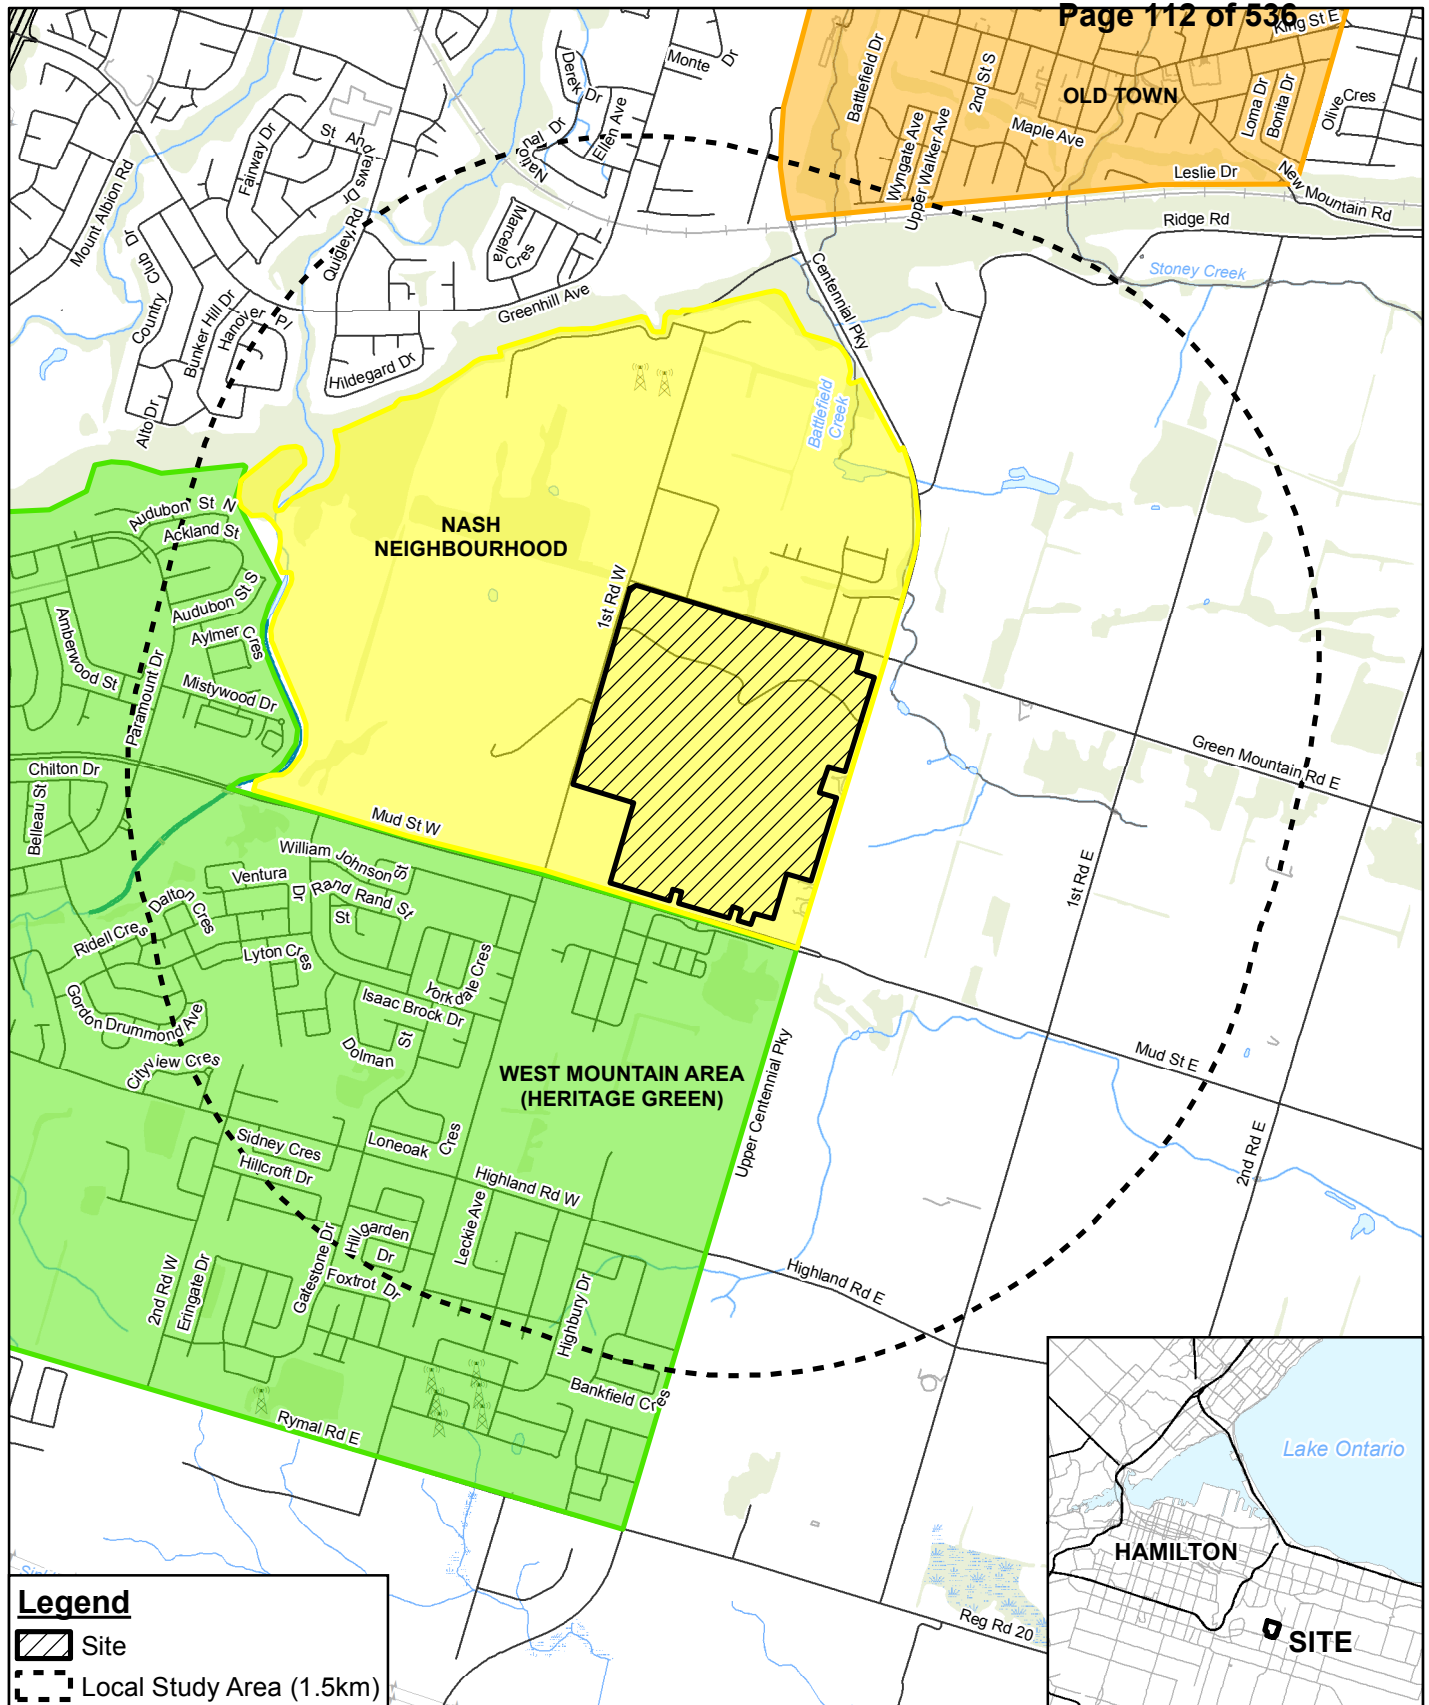 Page 112 of 536
King St E
Monte Dr
Derek Dr
Battlefield Dr
2nd St S
OLD TOWN
Lorna Dr
Bonita Dr
Olive Cres
Ellen Ave
National Dr
St Andrews Dr
Fairway Dr
Maple Ave
Wyngate Ave
Upper Walker Ave
Leslie Dr
New Mountain Rd
Mount Albion Rd
Quigley Rd
Marcella Cres
Ridge Rd
Country Club Dr
Centennial Pky
Stoney Creek
Bunker Hill Dr
Hanover Pl
Greenhill Ave
Hildegard Dr
Alto Dr
Battlefield
Creek
Audubon St N
Ackland St
NASH
NEIGHBOURHOOD
1st Rd W
Audubon St S
Amberwood St
Aylmer Cres
Mistywood Dr
Paramount Dr
Green Mountain Rd E
Chilton Dr
Belleau St
Mud St W
William Johnson St
Ventura Dr
Rand Rand St
St
1st Rd E
Dalton Cres
Ridell Cres
Lyton Cres
Yorkdale Cres
Isaac Brock Dr
Gordon Drummond Ave
Dolman St
Cityview Cres
WEST MOUNTAIN AREA
(HERITAGE GREEN)
Upper Centennial Pky
Mud St E
2nd Rd E
Sidney Cres
Loneoak Cres
Hillcroft Dr
Highland Rd W
Leckie Ave
Hillgarden
Dr
Gatestone Dr
Foxtrot Dr
2nd Rd W
Eringate Dr
Highbury Dr
Highland Rd E
Bankfield Cres
Rymal Rd E
Reg Rd 20
Lake Ontario
HAMILTON
SITE
Legend
Site
Local Study Area (1.5km)